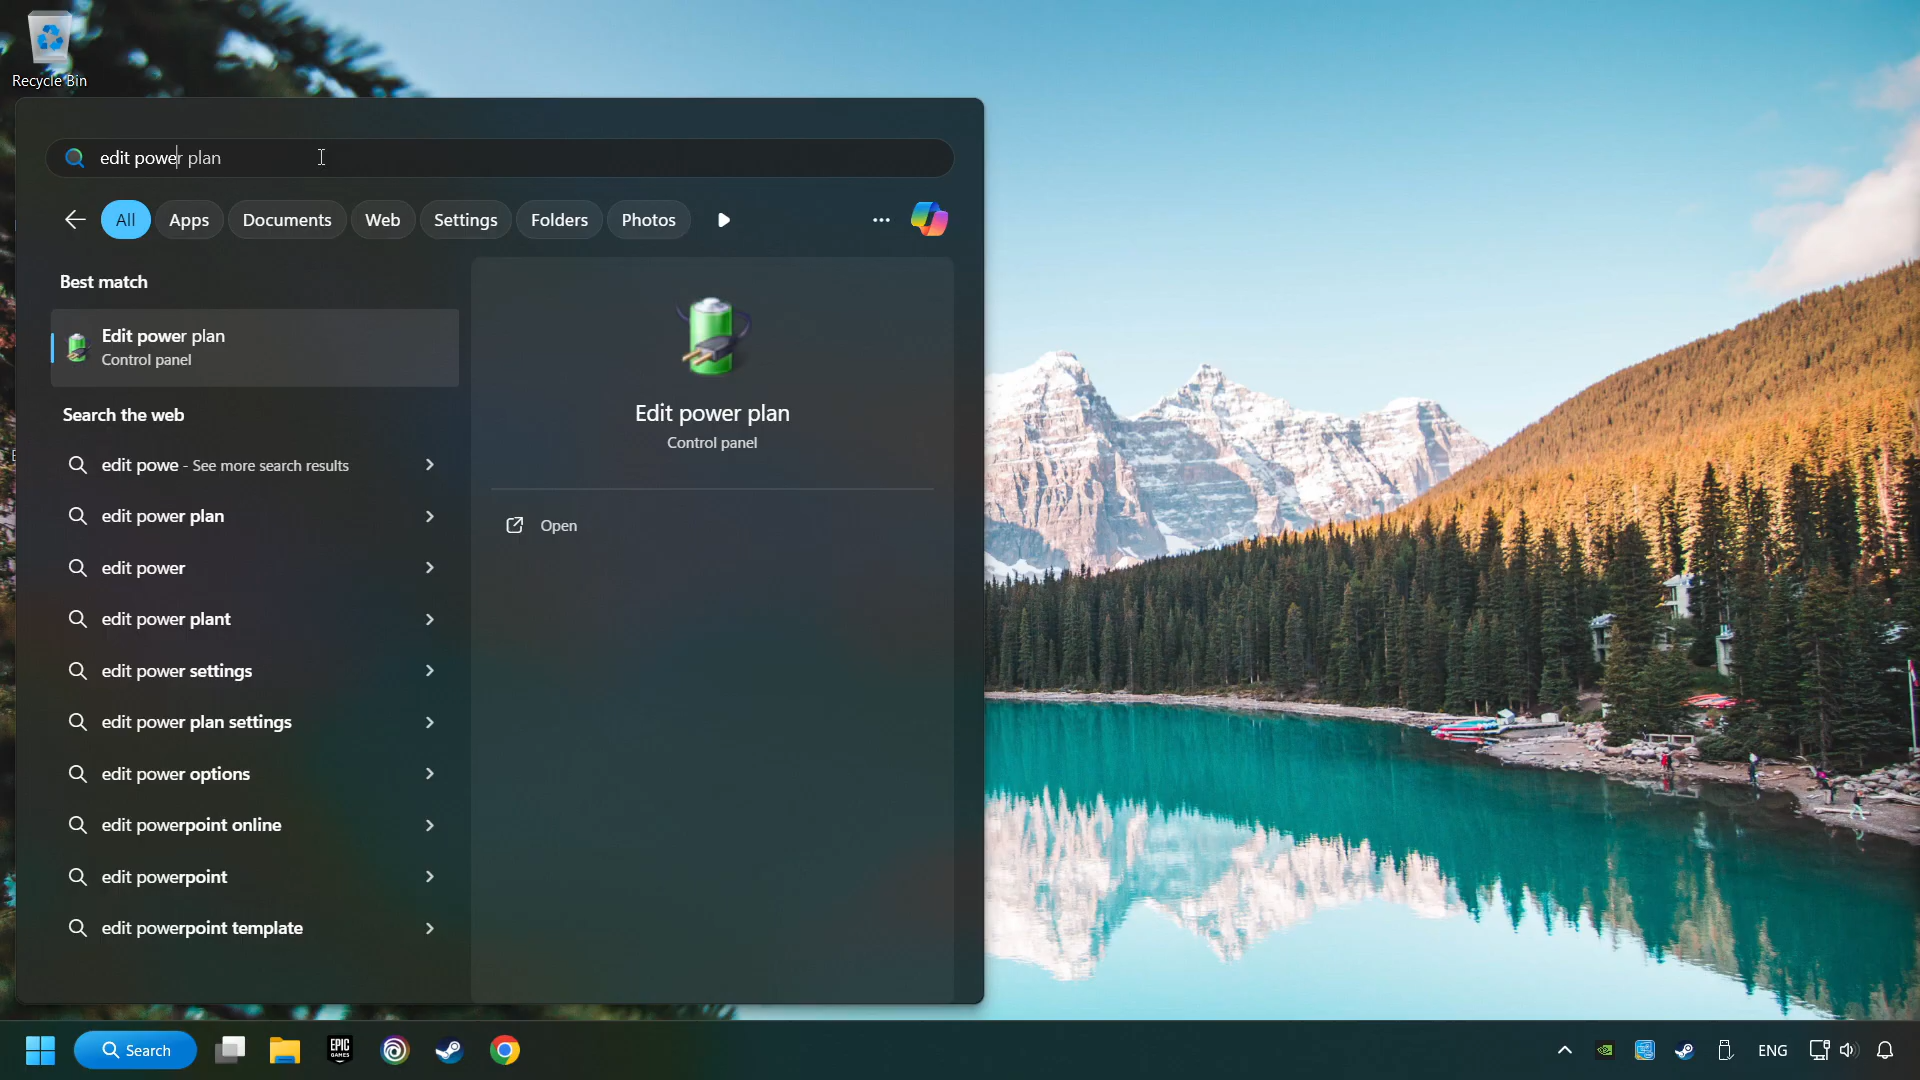 Recycle Bin
edit power plan
All
Apps
Documents
Web
Settings
Folders
Photos
Best match
Edit power plan
Control panel
Search the web
edit powe - See more search results
edit power plan
edit power
edit power plant
edit power settings
edit power plan settings
edit power options
edit powerpoint online
edit powerpoint
edit powerpoint template
Edit power plan
Control panel
Open
Search
EPIC
GAMES
ENG